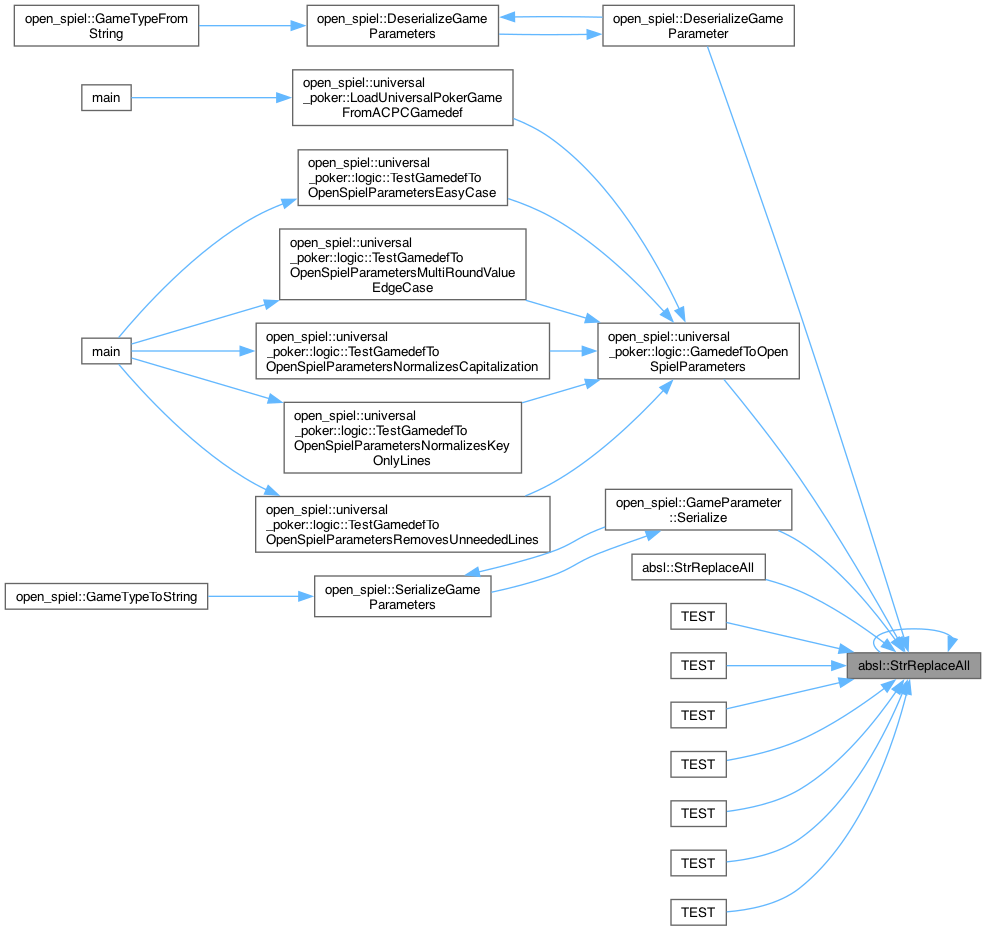 open_spiel::GameTypeFrom
String
open_spiel::DeserializeGame
Parameters
open_spiel::DeserializeGame
Parameter
main
open_spiel::universal
_poker::LoadUniversalPokerGame
FromACPCGamedef
open_spiel::universal
_poker::logic::TestGamedefTo
OpenSpielParametersEasyCase
open_spiel::universal
_poker::logic::TestGamedefTo
OpenSpielParametersMultiRoundValue
EdgeCase
main
open_spiel::universal
_poker::logic::TestGamedefTo
OpenSpielParametersNormalizesCapitalization
open_spiel::universal
_poker::logic::GamedefToOpen
SpielParameters
open_spiel::universal
_poker::logic::TestGamedefTo
OpenSpielParametersNormalizesKey
OnlyLines
open_spiel::universal
_poker::logic::TestGamedefTo
OpenSpielParametersRemovesUnneededLines
open_spiel::GameParameter
::Serialize
absl::StrReplaceAll
open_spiel::GameTypeToString
open_spiel::SerializeGame
Parameters
TEST
TEST
absl::StrReplaceAll
TEST
TEST
TEST
TEST
TEST